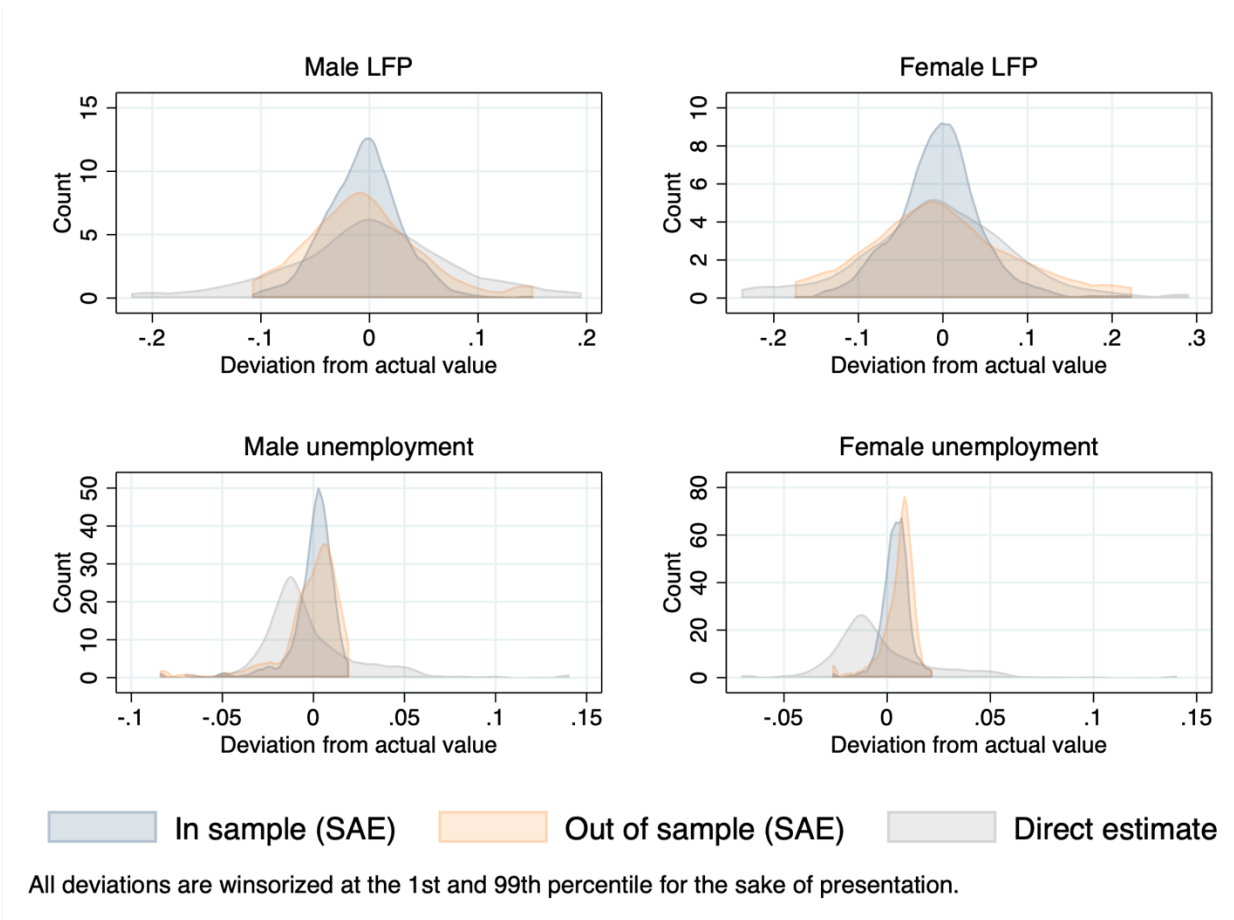 Male LFP
Count
15
10
5
0
-.2 -.1 0 .1 .2
Deviation from actual value
Female LFP
Count
10
8
6
4
2
0
-.2 -.1 0 .1 .2 .3
Deviation from actual value
Male unemployment
Count
50
40
30
20
10
0
-.1 -.05 0 .05 .1 .15
Deviation from actual value
Female unemployment
Count
80
60
40
20
0
-.05 0 .05 .1 .15
Deviation from actual value
In sample (SAE) Out of sample (SAE) Direct estimate
All deviations are winsorized at the 1st and 99th percentile for the sake of presentation.